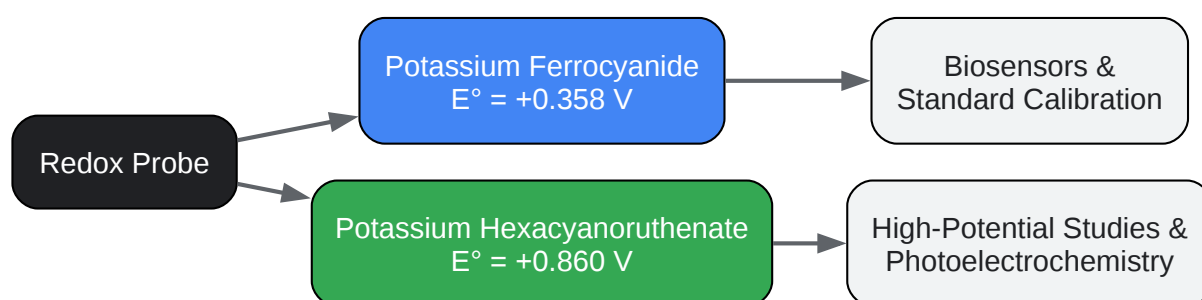 Redox Probe
Potassium Ferrocyanide
E° = +0.358 V
Biosensors &
Standard Calibration
Potassium Hexacyanoruthenate
E° = +0.860 V
High-Potential Studies &
Photoelectrochemistry